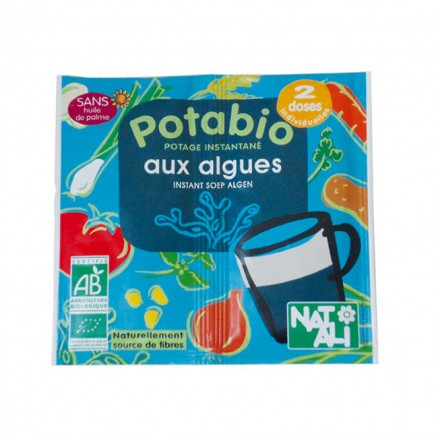 SANS
huile
de palme
2
doses
individuelles
Potabio
POTAGE INSTANTANÉ
aux algues
INSTANT SOEP ALGEN
CERTIFIÉ
AB
AGRICULTURE
BIOLOGIQUE
Naturellement
source de fibres
NAT
ALI